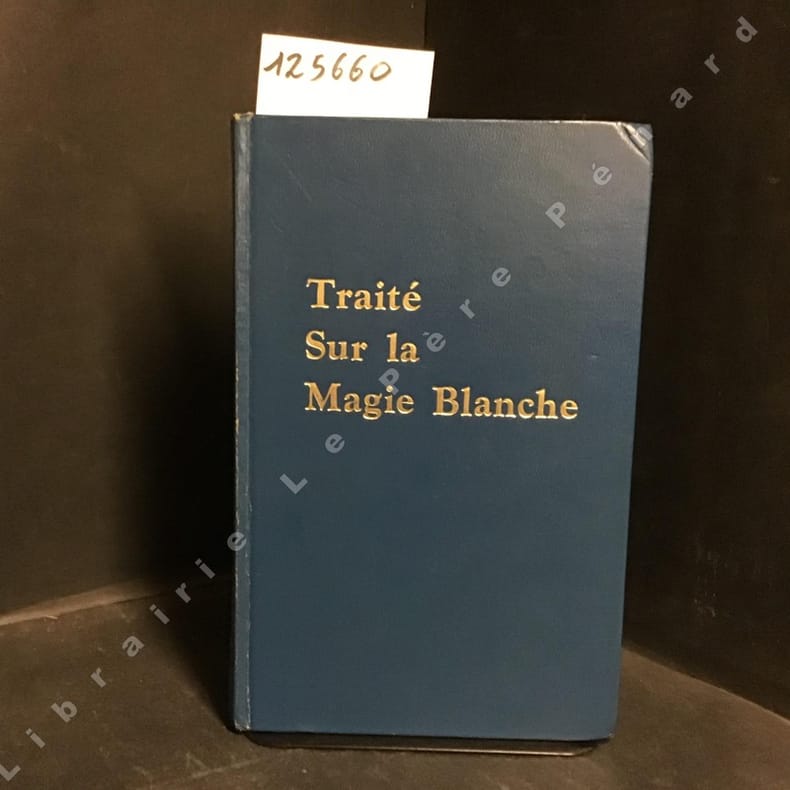 125660
Traité
Sur la
Magie Blanche
Librairie Le Père Pénard